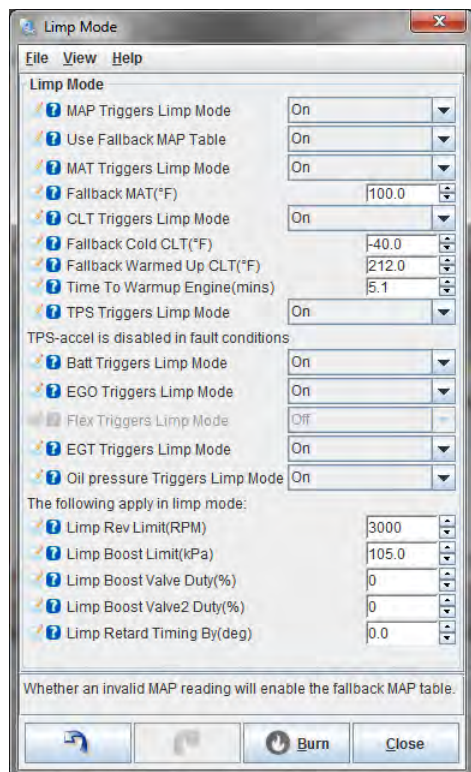 Limp Mode
File View Help
Limp Mode
MAP Triggers Limp Mode On
Use Fallback MAP Table On
MAT Triggers Limp Mode On
Fallback MAT(°F) 100.0
CLT Triggers Limp Mode On
Fallback Cold CLT(°F) -40.0
Fallback Warmed Up CLT(°F) 212.0
Time To Warmup Engine(mins) 5.1
TPS Triggers Limp Mode On
TPS-accel is disabled in fault conditions
Batt Triggers Limp Mode On
EGO Triggers Limp Mode On
Flex Triggers Limp Mode Off
EGT Triggers Limp Mode On
Oil pressure Triggers Limp Mode On
The following apply in limp mode:
Limp Rev Limit(RPM) 3000
Limp Boost Limit(kPa) 105.0
Limp Boost Valve Duty(%) 0
Limp Boost Valve2 Duty(%) 0
Limp Retard Timing By(deg) 0.0
Whether an invalid MAP reading will enable the fallback MAP table.
Burn Close